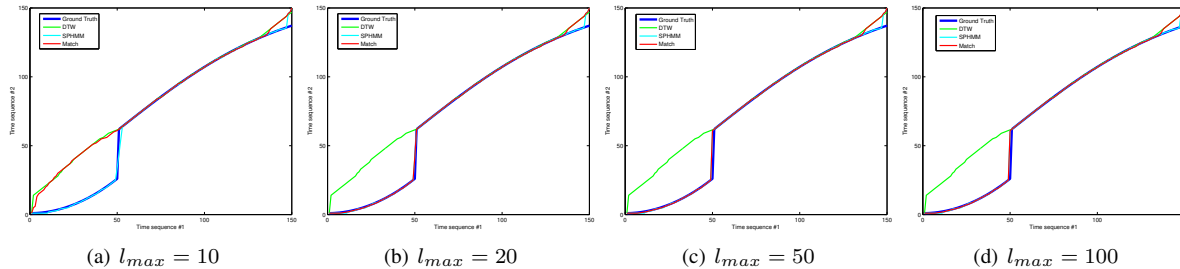 150
100
50
0
Time sequence #2
Ground Truth
DTW
SPHMM
Match
0
50
100
150
Time sequence #1
(a) l_max = 10
150
100
50
0
Time sequence #2
Ground Truth
DTW
SPHMM
Match
0
50
100
150
Time sequence #1
(b) l_max = 20
150
100
50
0
Time sequence #2
Ground Truth
DTW
SPHMM
Match
0
50
100
150
Time sequence #1
(c) l_max = 50
150
100
50
0
Time sequence #2
Ground Truth
DTW
SPHMM
Match
0
50
100
Time sequence #1
(d) l_max = 100